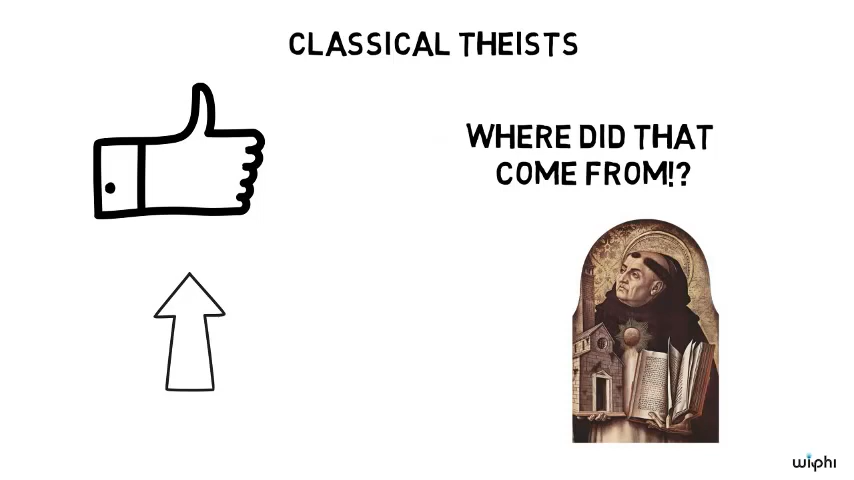 CLASSICAL THEISTS
WHERE DID THAT
COME FROM!?
wiphi